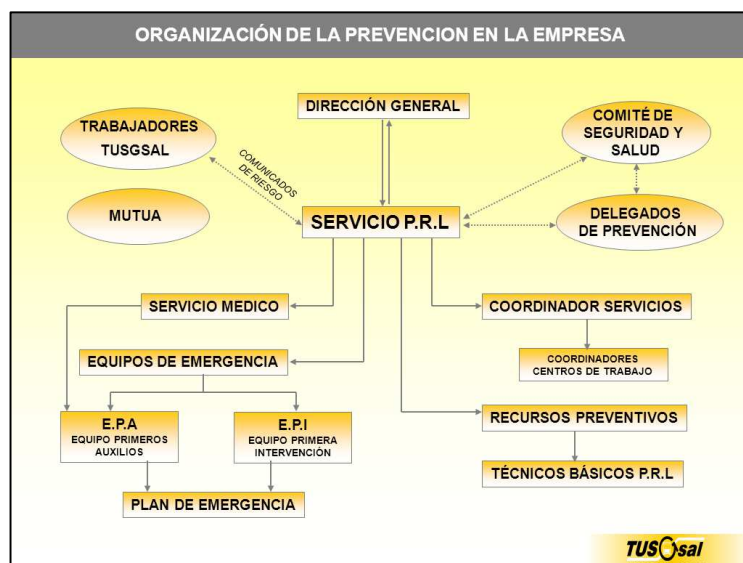 ORGANIZACIÓN DE LA PREVENCION EN LA EMPRESA
DIRECCIÓN GENERAL
TRABAJADORES
TUSGSAL
COMITÉ DE
SEGURIDAD Y
SALUD
COMUNICADOS
DE RIESGO
MUTUA
SERVICIO P.R.L
DELEGADOS
DE PREVENCIÓN
SERVICIO MEDICO
COORDINADOR SERVICIOS
EQUIPOS DE EMERGENCIA
COORDINADORES
CENTROS DE TRABAJO
E.P.A
EQUIPO PRIMEROS
AUXILIOS
E.P.I
EQUIPO PRIMERA
INTERVENCIÓN
RECURSOS PREVENTIVOS
TÉCNICOS BÁSICOS P.R.L
PLAN DE EMERGENCIA
TUSGsal